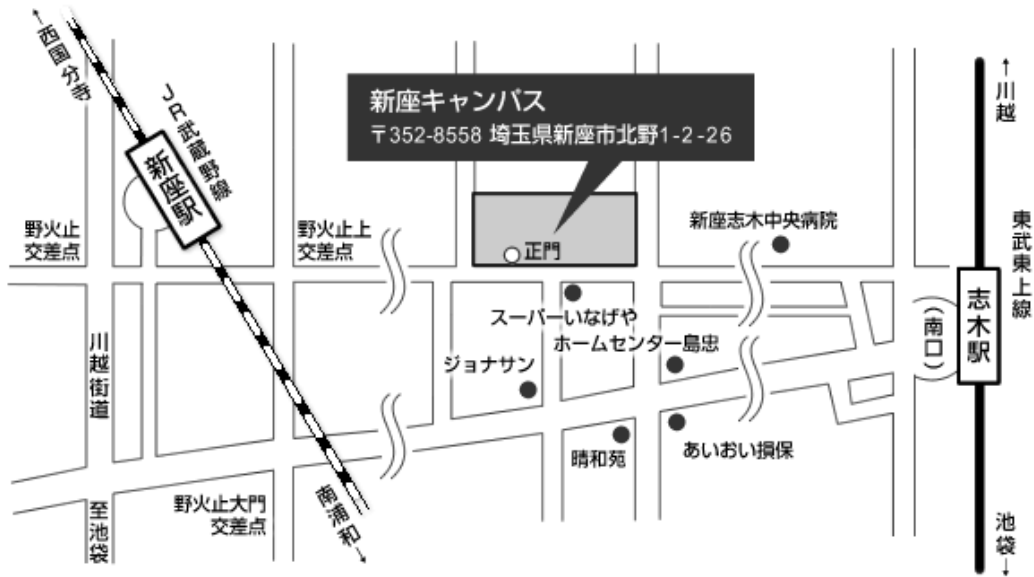 ↑西国分寺
JR武蔵野線
新座駅
新座キャンパス
〒352-8558 埼玉県新座市北野1-2-26
↑川越
野火止
交差点
野火止上
交差点
正門
新座志木中央病院
東武東上線
志木駅
(南口)
スーパーいなげや
ホームセンター島忠
ジョナサン
川越街道
晴和苑
あいおい損保
至池袋
野火止大門
交差点
南浦和→
池袋→